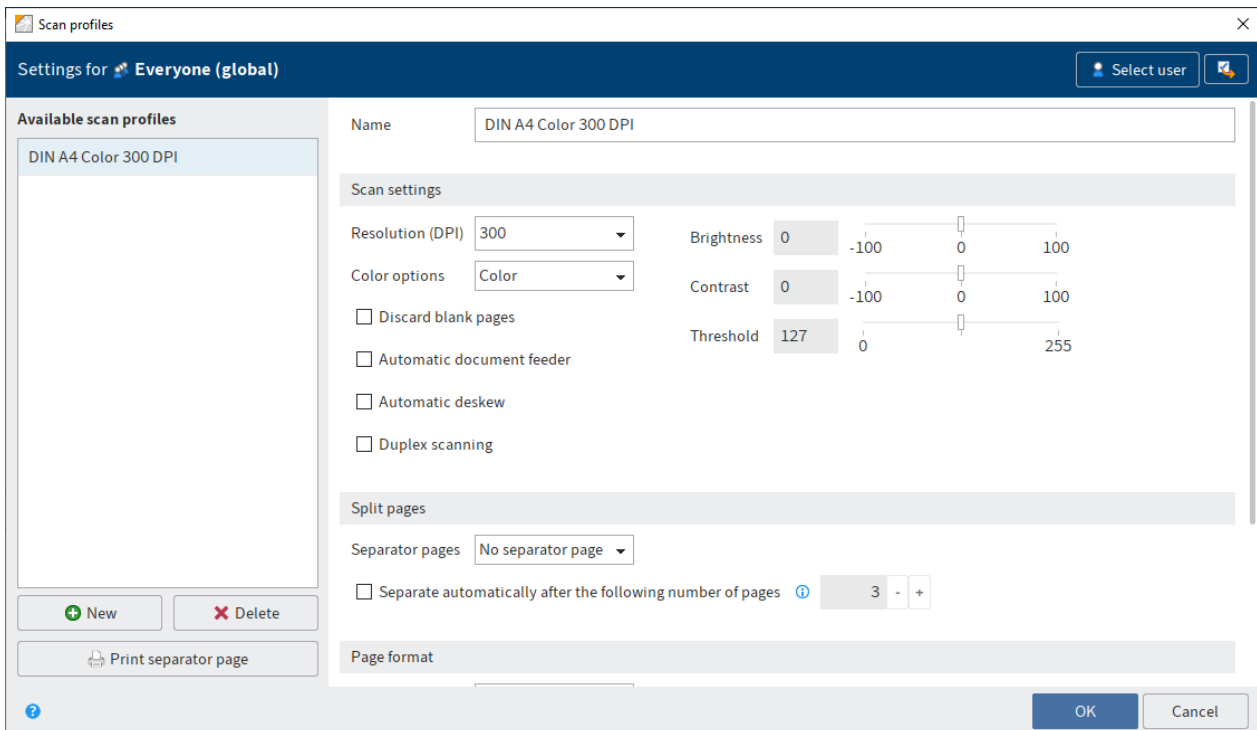 Scan profiles
Settings for Everyone (global)
Select user
Available scan profiles
DIN A4 Color 300 DPI
New
Delete
Print separator page
Name DIN A4 Color 300 DPI
Scan settings
Resolution (DPI) 300
Color options Color
Discard blank pages
Automatic document feeder
Automatic deskew
Duplex scanning
Brightness 0
-100 0 100
Contrast 0
-100 0 100
Threshold 127
0 255
Split pages
Separator pages No separator page
Separate automatically after the following number of pages 3 - +
Page format
OK Cancel